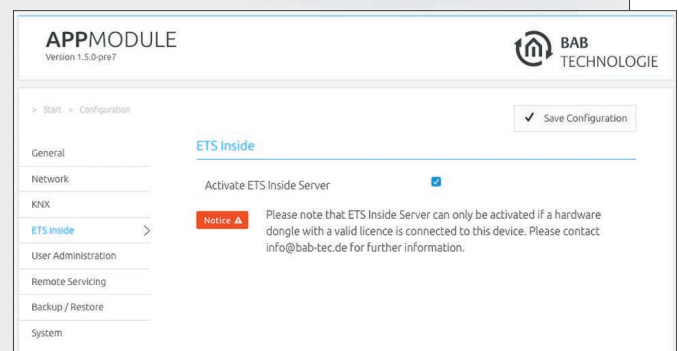 APPMODULE
Version 1.5.0-pre7
BAB
TECHNOLOGIE
> Start > Configuration
✓ Save Configuration
General
Network
KNX
ETS Inside
User Administration
Remote Servicing
Backup / Restore
System
ETS Inside
Activate ETS Inside Server
Notice
Please note that ETS Inside Server can only be activated if a hardware
dongle with a valid licence is connected to this device. Please contact
info@bab-tec.de for further information.